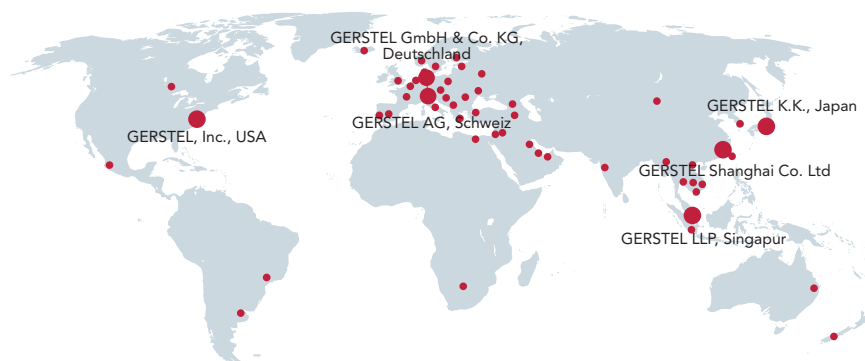 GERSTEL GmbH & Co. KG,
Deutschland
GERSTEL K.K., Japan
GERSTEL, Inc., USA
GERSTEL AG, Schweiz
GERSTEL Shanghai Co. Ltd
GERSTEL LLP, Singapur